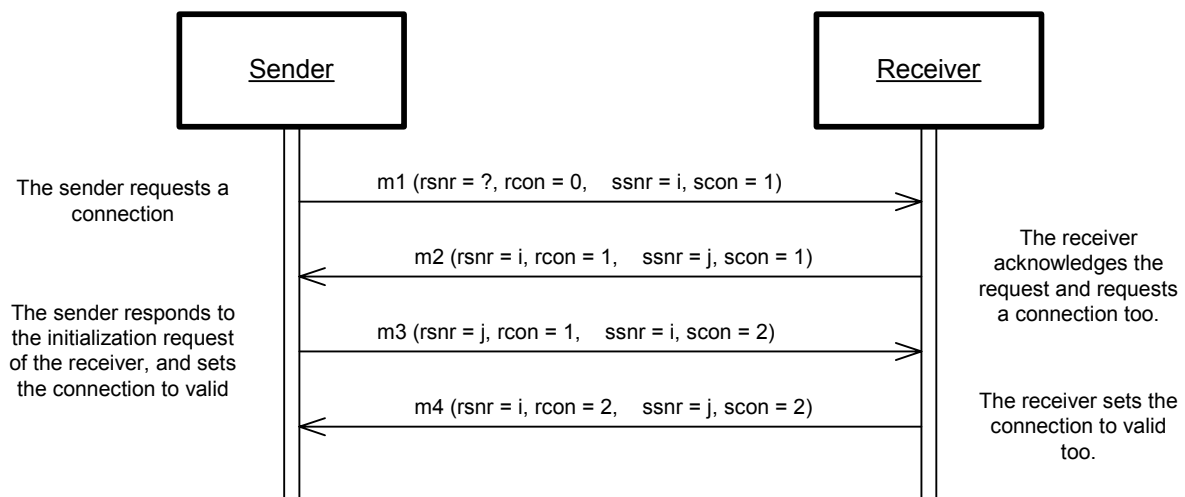 Sender
Receiver
The sender requests a
connection
m1 (rsnr = ?, rcon = 0, ssnr = i, scon = 1)
m2 (rsnr = i, rcon = 1, ssnr = j, scon = 1)
The receiver
acknowledges the
request and requests
a connection too.
The sender responds to
the initialization request
of the receiver, and sets
the connection to valid
m3 (rsnr = j, rcon = 1, ssnr = i, scon = 2)
m4 (rsnr = i, rcon = 2, ssnr = j, scon = 2)
The receiver sets the
connection to valid
too.